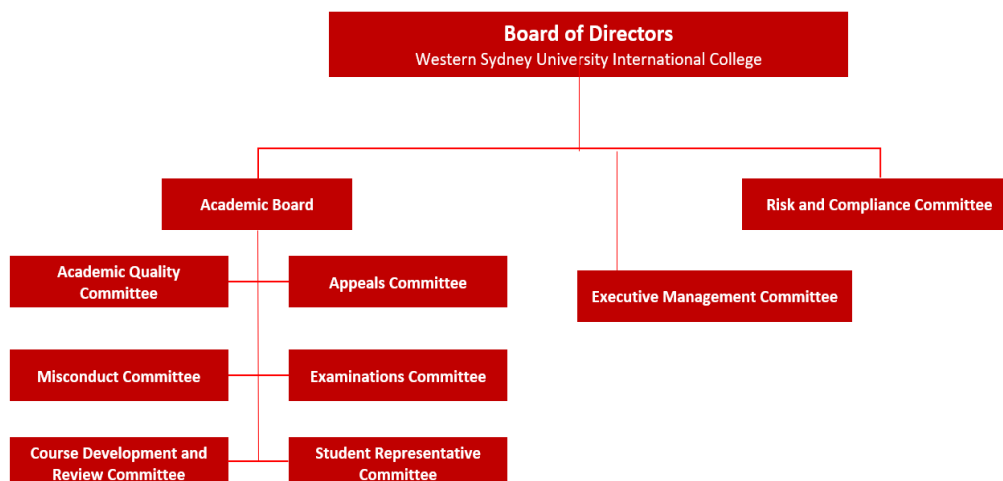 Board of Directors
Western Sydney University International College
Academic Board
Risk and Compliance Committee
Academic Quality
Committee
Appeals Committee
Executive Management Committee
Misconduct Committee
Examinations Committee
Course Development and
Review Committee
Student Representative
Committee